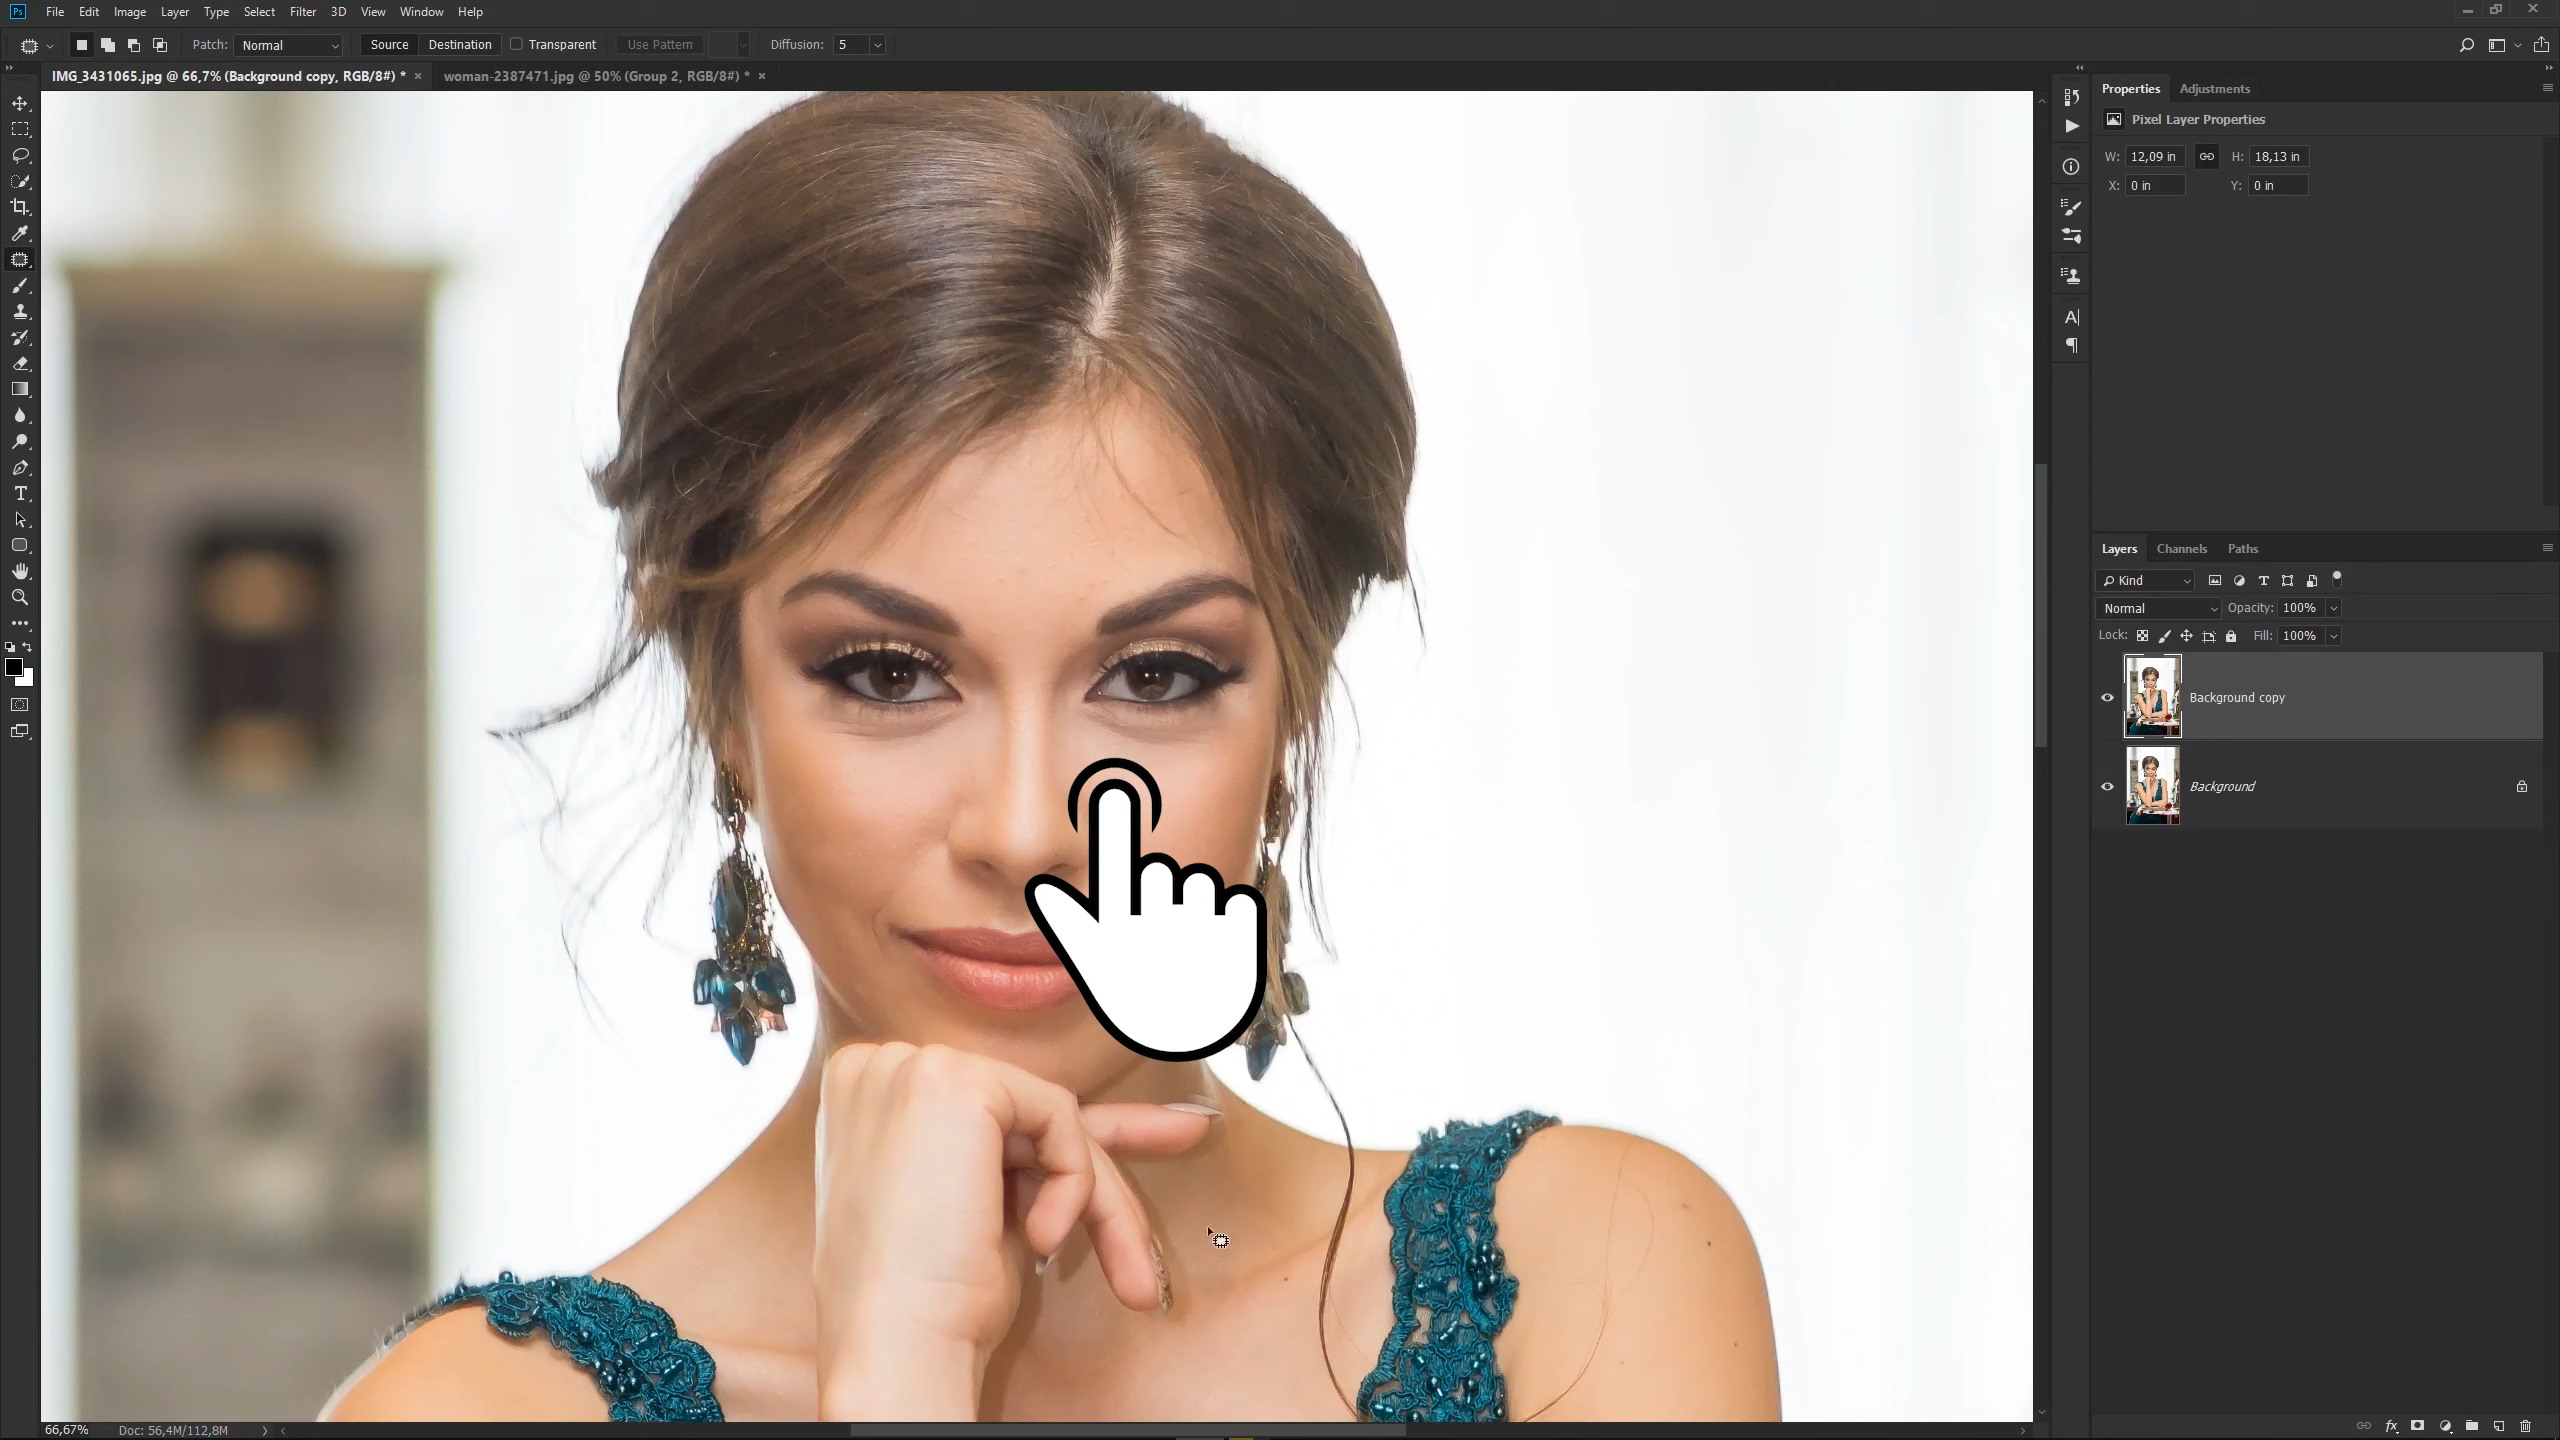 Ps File Edit Image Layer Type Select Filter 3D View Window Help
Patch: Normal Source Destination Transparent Use Pattern Diffusion: 5
IMG_3431065.jpg @ 66,7% (Background copy, RGB/8#) * × woman-2387471.jpg @ 50% (Group 2, RGB/8#) * ×
Properties Adjustments
Pixel Layer Properties
W: 12,09 in H: 18,13 in
X: 0 in Y: 0 in
Layers Channels Paths
Kind
Normal Opacity: 100%
Lock: Fill: 100%
Background copy
Background
66,67% Doc: 56,4M/112,8M